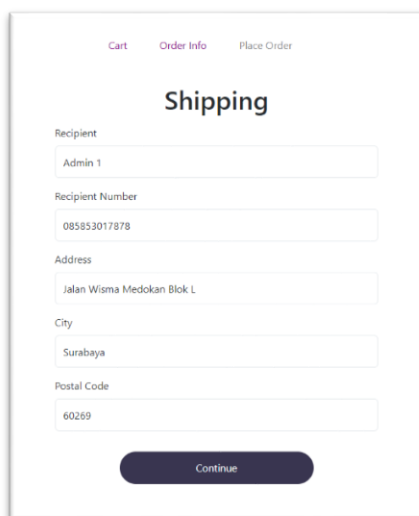 Cart Order Info Place Order
Shipping
Recipient
Admin 1
Recipient Number
085853017878
Address
Jalan Wisma Medokan Blok L
City
Surabaya
Postal Code
60269
Continue